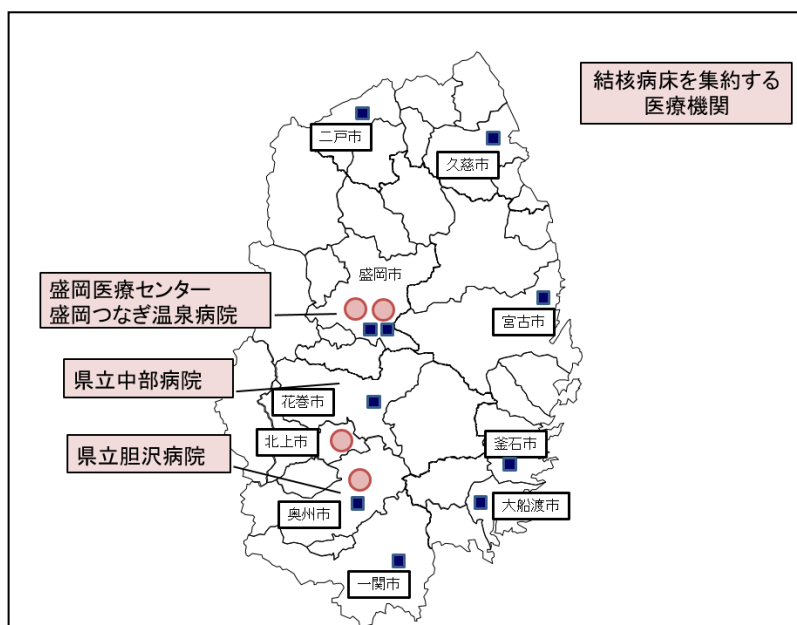 結核病床を集約する
医療機関
二戸市
久慈市
盛岡市
盛岡医療センター
盛岡つなぎ温泉病院
宮古市
県立中部病院
花巻市
北上市
釜石市
県立胆沢病院
奥州市
大船渡市
一関市